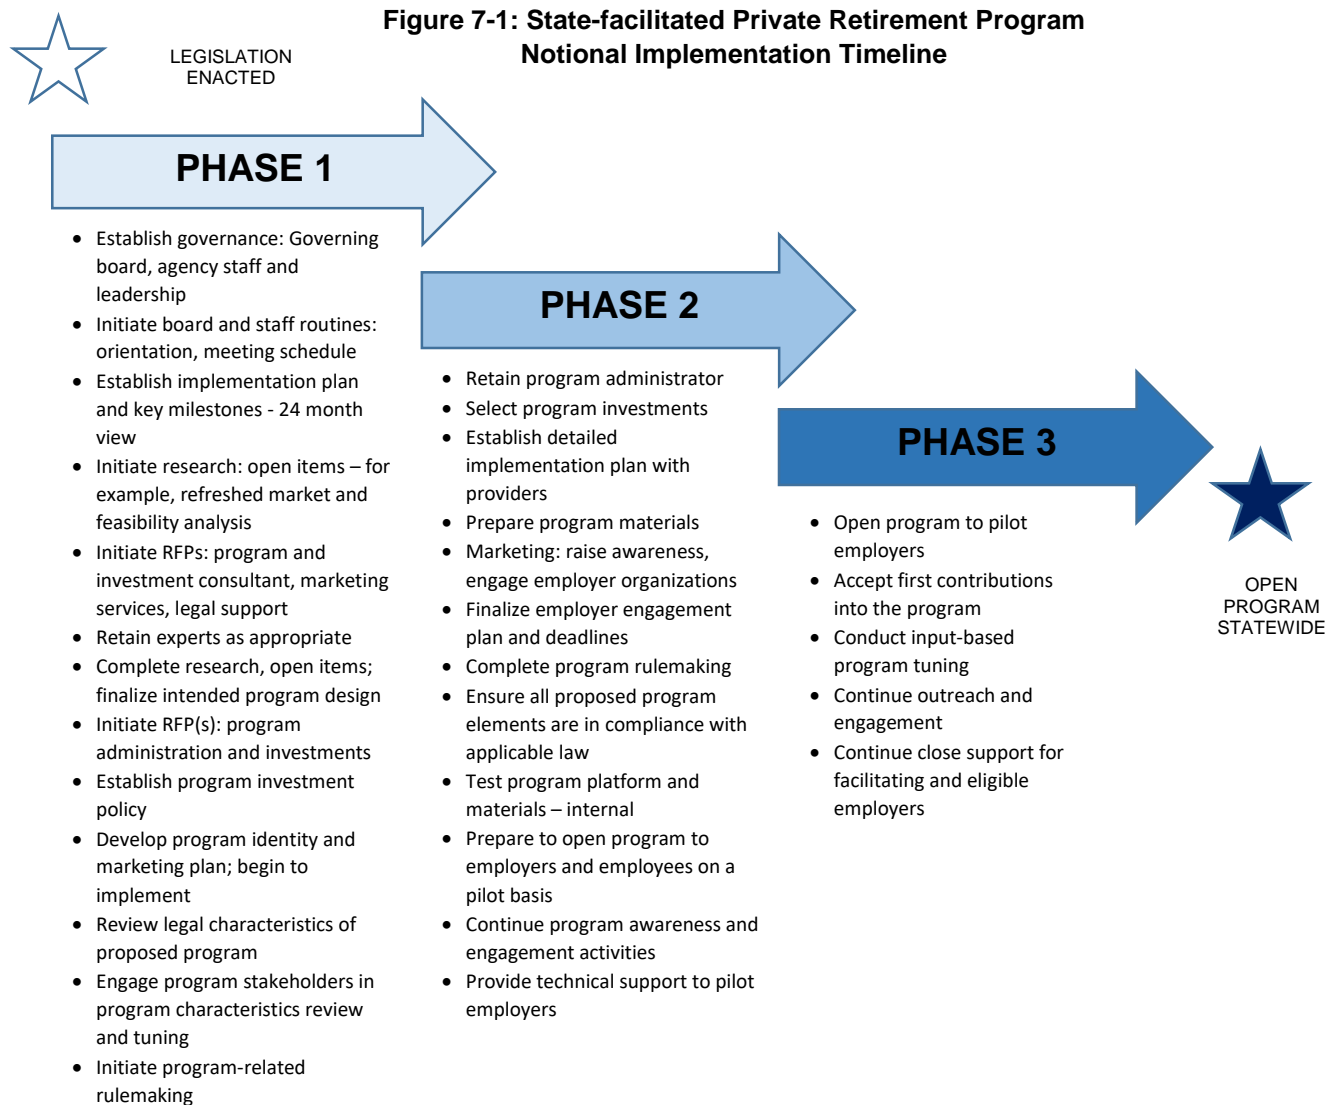 Figure 7-1: State-facilitated Private Retirement Program
Notional Implementation Timeline
LEGISLATION
ENACTED
PHASE 1
• Establish governance: Governing
board, agency staff and
leadership
• Initiate board and staff routines:
orientation, meeting schedule
• Establish implementation plan
and key milestones - 24 month
view
• Initiate research: open items – for
example, refreshed market and
feasibility analysis
• Initiate RFPs: program and
investment consultant, marketing
services, legal support
• Retain experts as appropriate
• Complete research, open items;
finalize intended program design
• Initiate RFP(s): program
administration and investments
• Establish program investment
policy
• Develop program identity and
marketing plan; begin to
implement
• Review legal characteristics of
proposed program
• Engage program stakeholders in
program characteristics review
and tuning
• Initiate program-related
rulemaking
PHASE 2
• Retain program administrator
• Select program investments
• Establish detailed
implementation plan with
providers
• Prepare program materials
• Marketing: raise awareness,
engage employer organizations
• Finalize employer engagement
plan and deadlines
• Complete program rulemaking
• Ensure all proposed program
elements are in compliance with
applicable law
• Test program platform and
materials – internal
• Prepare to open program to
employers and employees on a
pilot basis
• Continue program awareness and
engagement activities
• Provide technical support to pilot
employers
PHASE 3
• Open program to pilot
employers
• Accept first contributions
into the program
• Conduct input-based
program tuning
• Continue outreach and
engagement
• Continue close support for
facilitating and eligible
employers
OPEN
PROGRAM
STATEWIDE